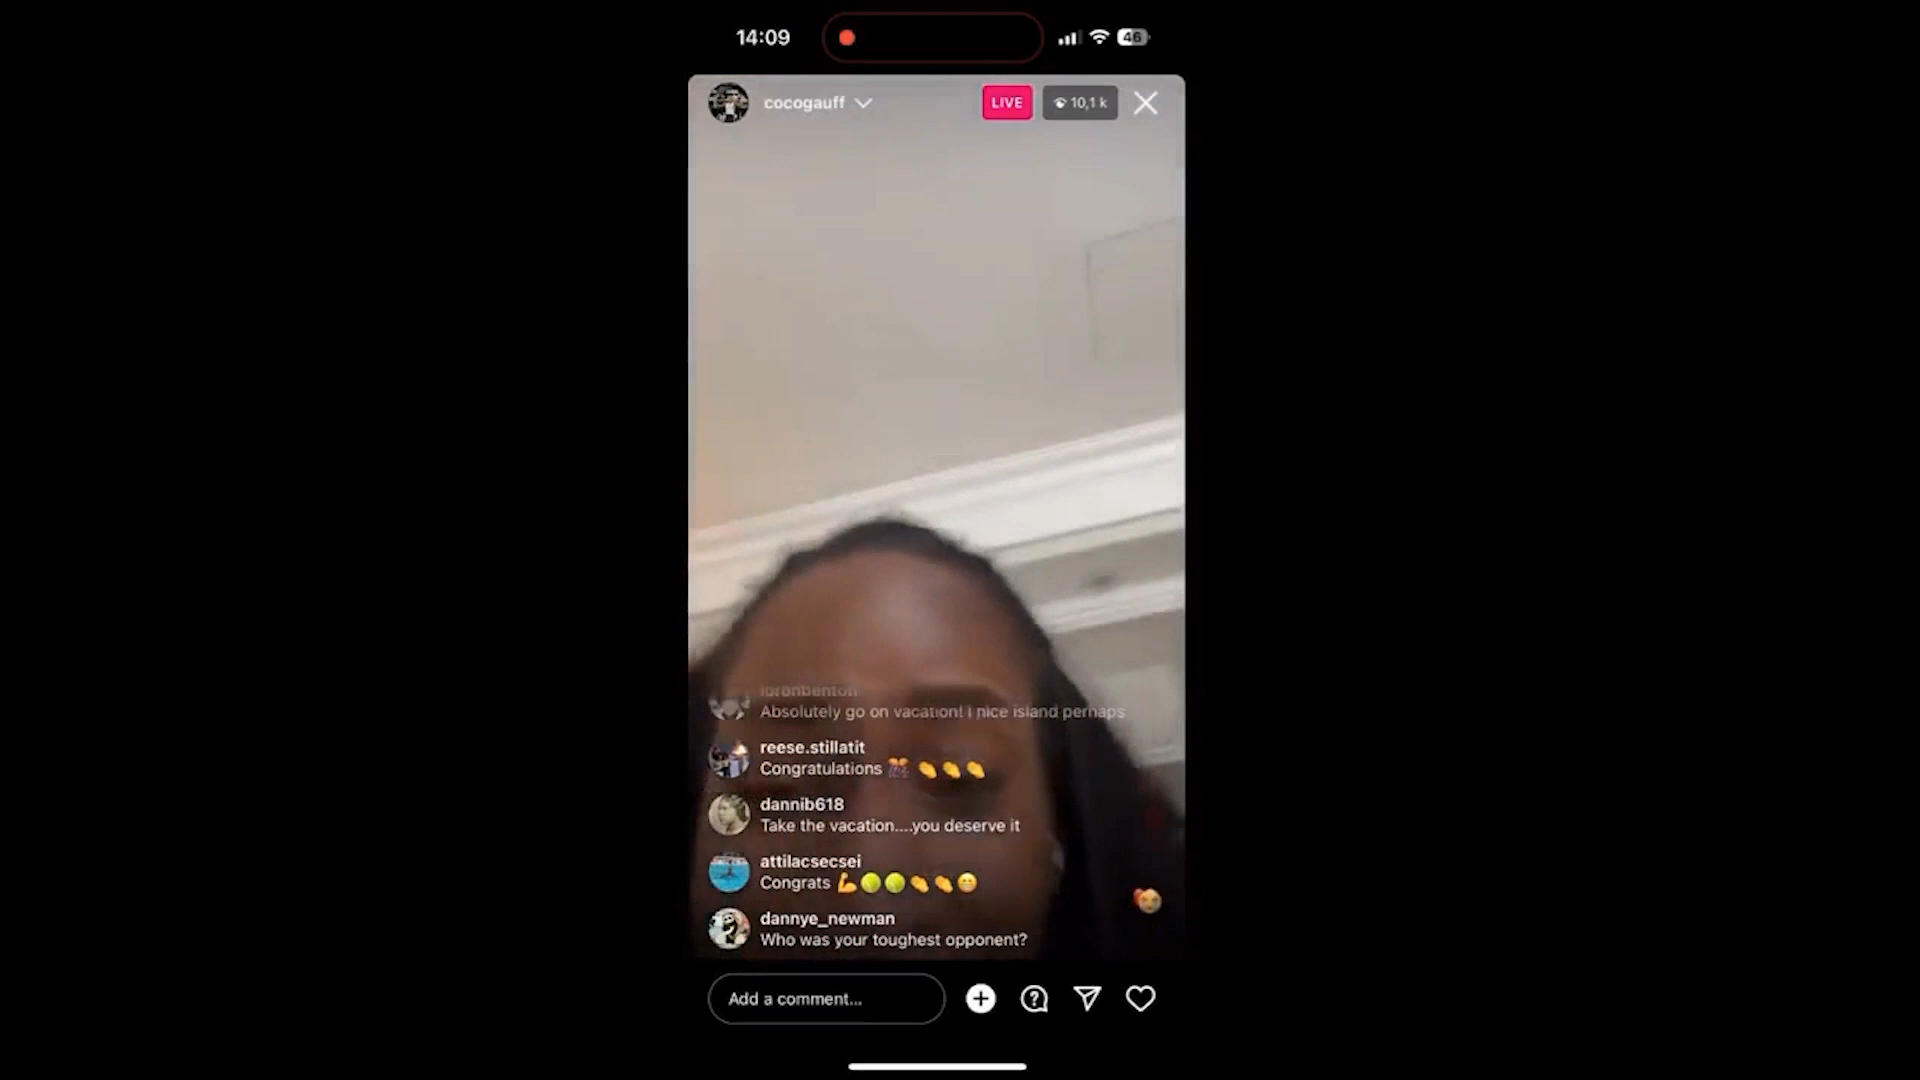 14:09
46
cocogauff
LIVE
10,1 k
Absolutely go on vacation! I nice island perhaps
reese.stillatit
Congratulations 🎊 👏 👏 👏
dannib618
Take the vacation....you deserve it
attilacsecsei
Congrats 💪🎾🎾👏👏😁
dannye_newman
Who was your toughest opponent?
Add a comment...